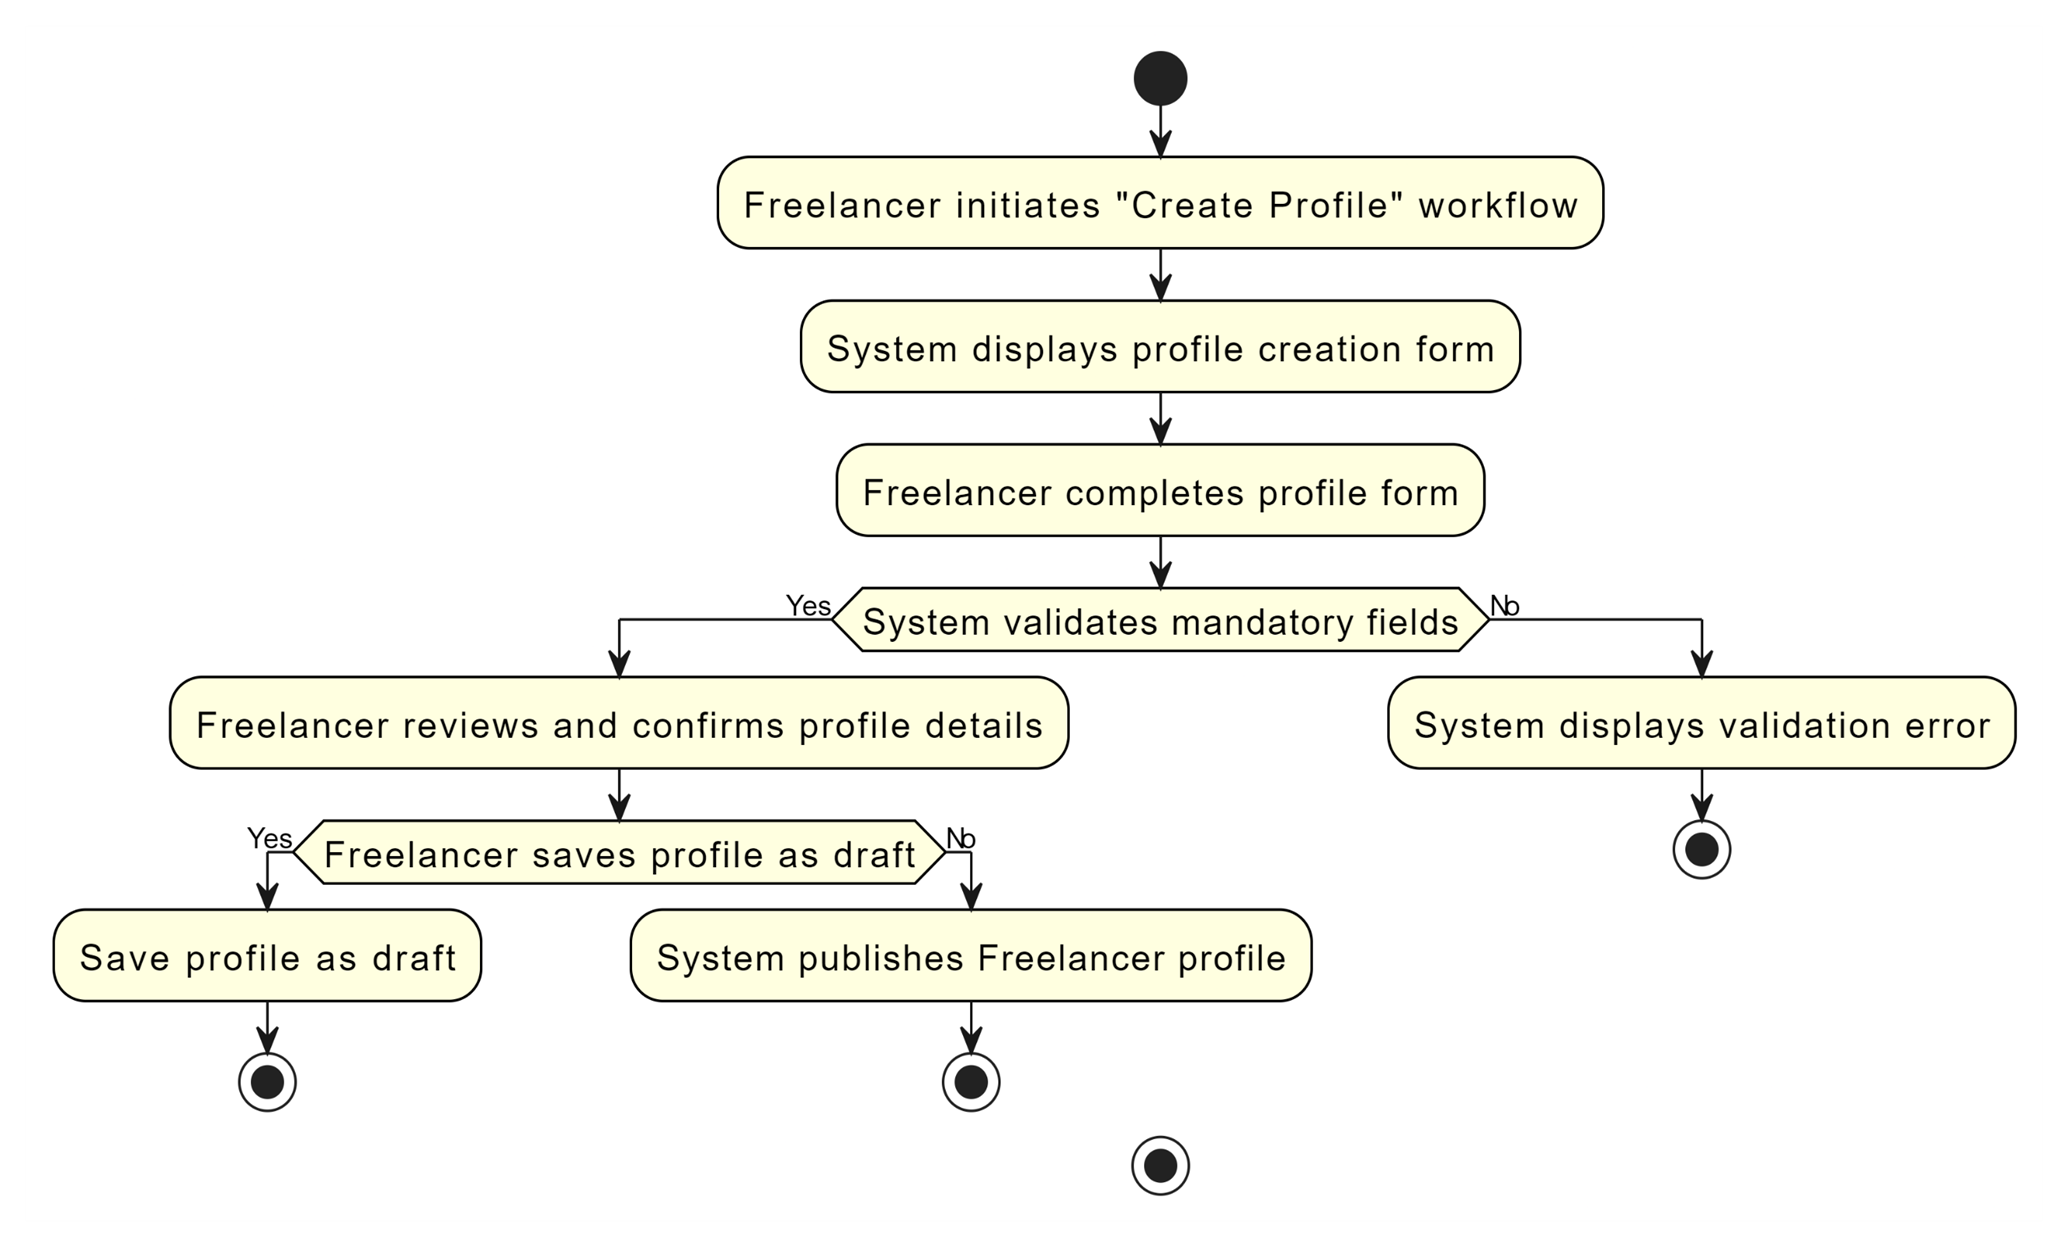 Freelancer initiates "Create Profile" workflow
System displays profile creation form
Freelancer completes profile form
Yes
System validates mandatory fields
No
Freelancer reviews and confirms profile details
System displays validation error
Yes
Freelancer saves profile as draft
No
Save profile as draft
System publishes Freelancer profile